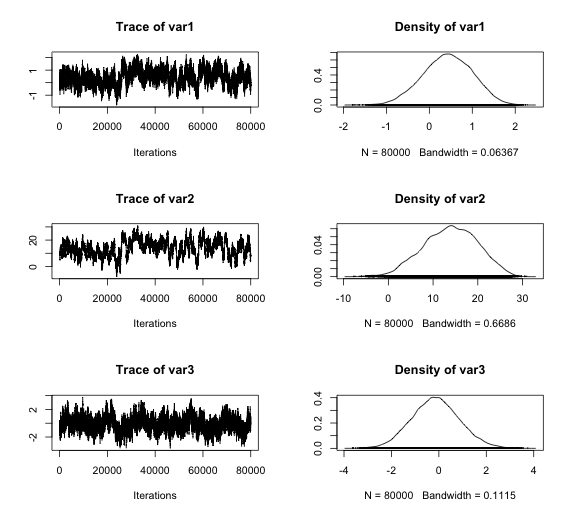 Trace of var1
1
-1
0 20000 40000 60000 80000
Iterations
Density of var1
0.4
0.0
-2 -1 0 1 2
N = 80000 Bandwidth = 0.06367
Trace of var2
20
0
0 20000 40000 60000 80000
Iterations
Density of var2
0.04
0.00
-10 0 10 20 30
N = 80000 Bandwidth = 0.6686
Trace of var3
2
-2
0 20000 40000 60000 80000
Iterations
Density of var3
0.4
0.2
0.0
-4 -2 0 2 4
N = 80000 Bandwidth = 0.1115